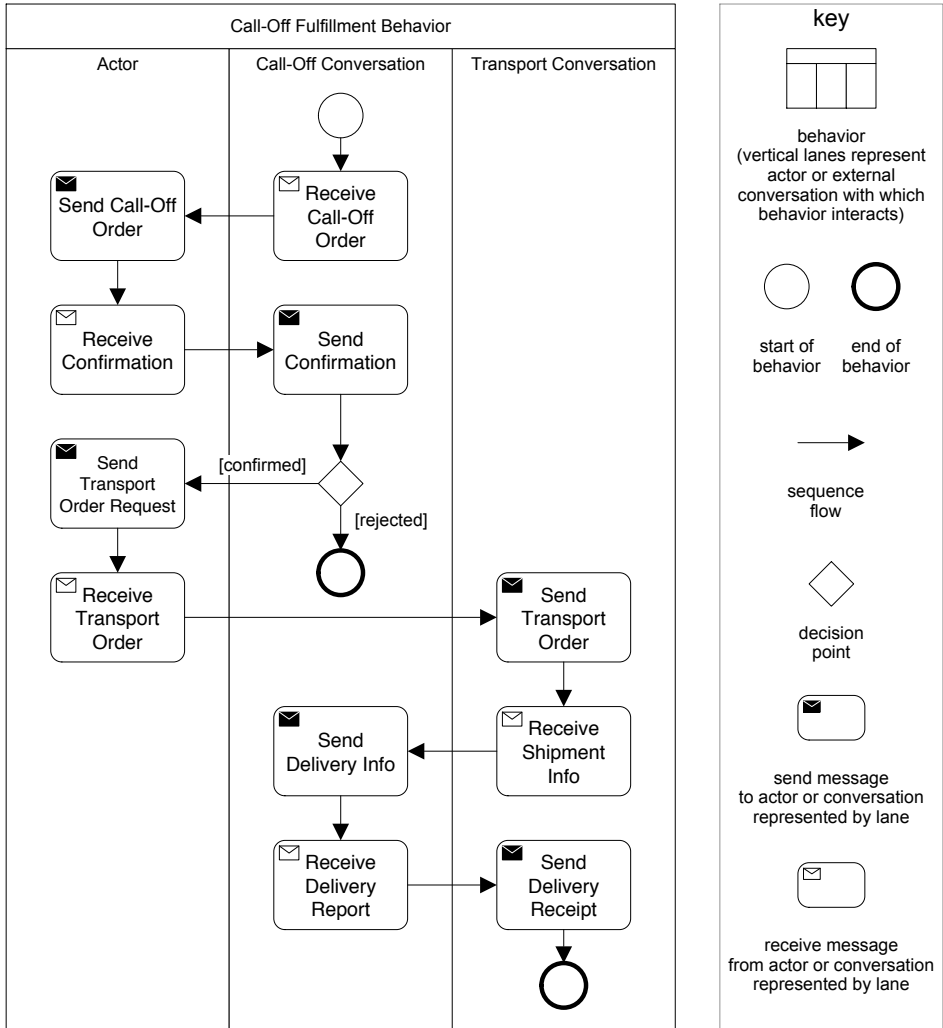 Call-Off Fulfillment Behavior
Actor
Call-Off Conversation
Transport Conversation
Receive
Call-Off
Order
Send Call-Off
Order
Receive
Confirmation
Send
Confirmation
[confirmed]
[rejected]
Send
Transport
Order Request
Receive
Transport
Order
Send
Transport
Order
Receive
Shipment
Info
Send
Delivery Info
Receive
Delivery
Report
Send
Delivery
Receipt
key
behavior
(vertical lanes represent
actor or external
conversation with which
behavior interacts)
start of
behavior
end of
behavior
sequence
flow
decision
point
send message
to actor or conversation
represented by lane
receive message
from actor or conversation
represented by lane